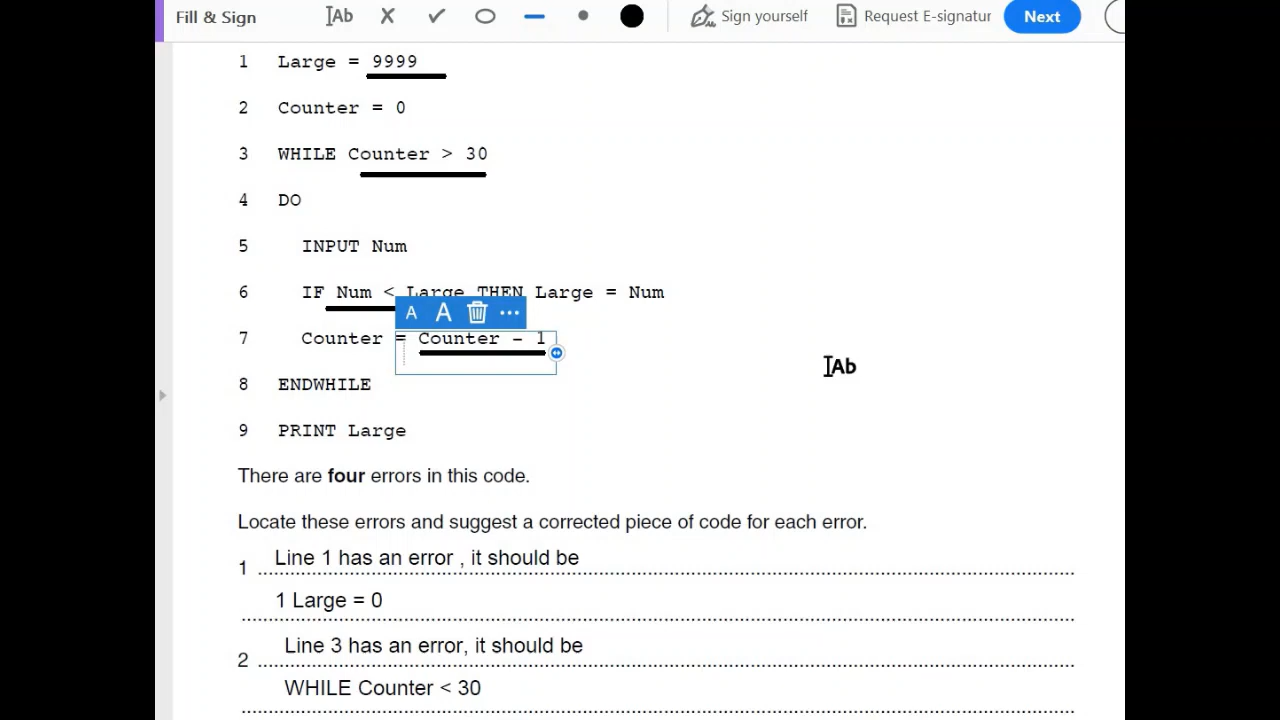 Fill & Sign Ab Sign yourself Request E-signatur Next
1 Large = 9999
2 Counter = 0
3 WHILE Counter > 30
4 DO
5 INPUT Num
6 IF Num < Large THEN Large = Num
A A
7 Counter = Counter - 1
Ab
8 ENDWHILE
9 PRINT Large
There are four errors in this code.
Locate these errors and suggest a corrected piece of code for each error.
1 Line 1 has an error , it should be
1 Large = 0
2 Line 3 has an error, it should be
WHILE Counter < 30